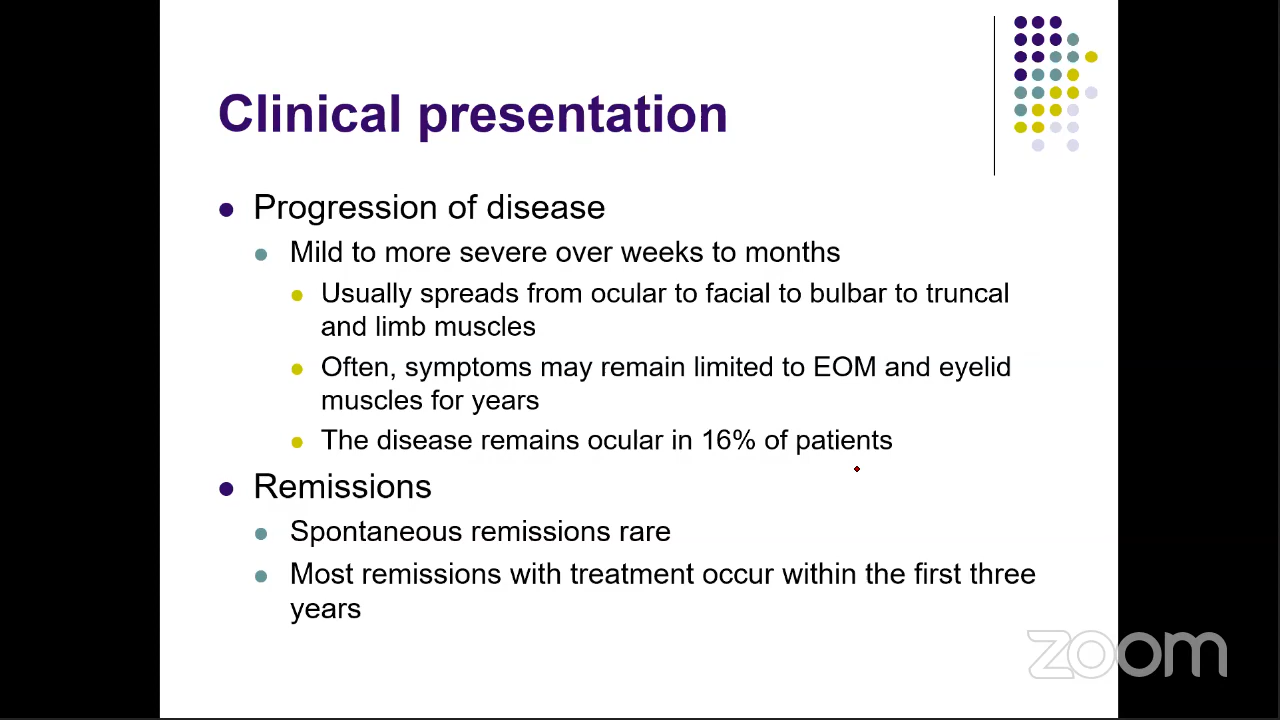 Clinical presentation
Progression of disease
Mild to more severe over weeks to months
Usually spreads from ocular to facial to bulbar to truncal
and limb muscles
Often, symptoms may remain limited to EOM and eyelid
muscles for years
The disease remains ocular in 16% of patients
Remissions
Spontaneous remissions rare
Most remissions with treatment occur within the first three
years
zoom